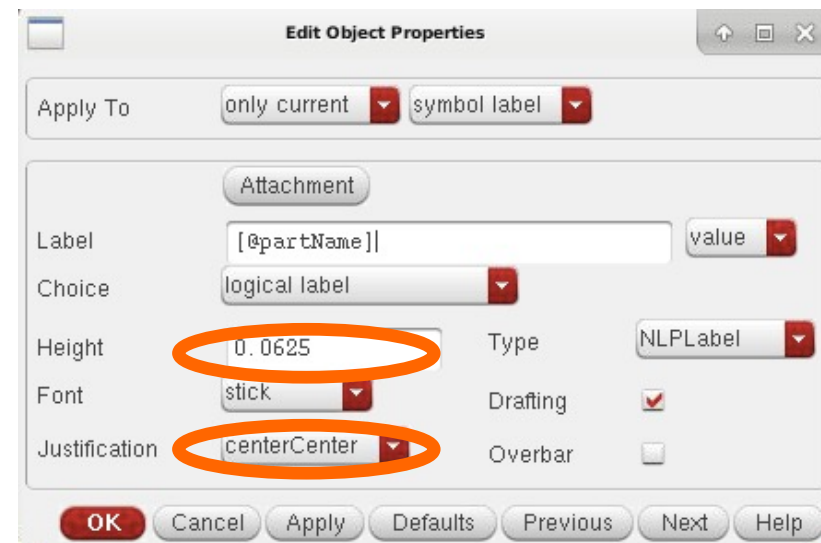 Edit Object Properties
Apply To only current symbol label
Attachment
Label [@partName] value
Choice logical label
Height 0.0625 Type NLPLabel
Font stick Drafting
Justification centerCenter Overbar
OK Cancel Apply Defaults Previous Next Help